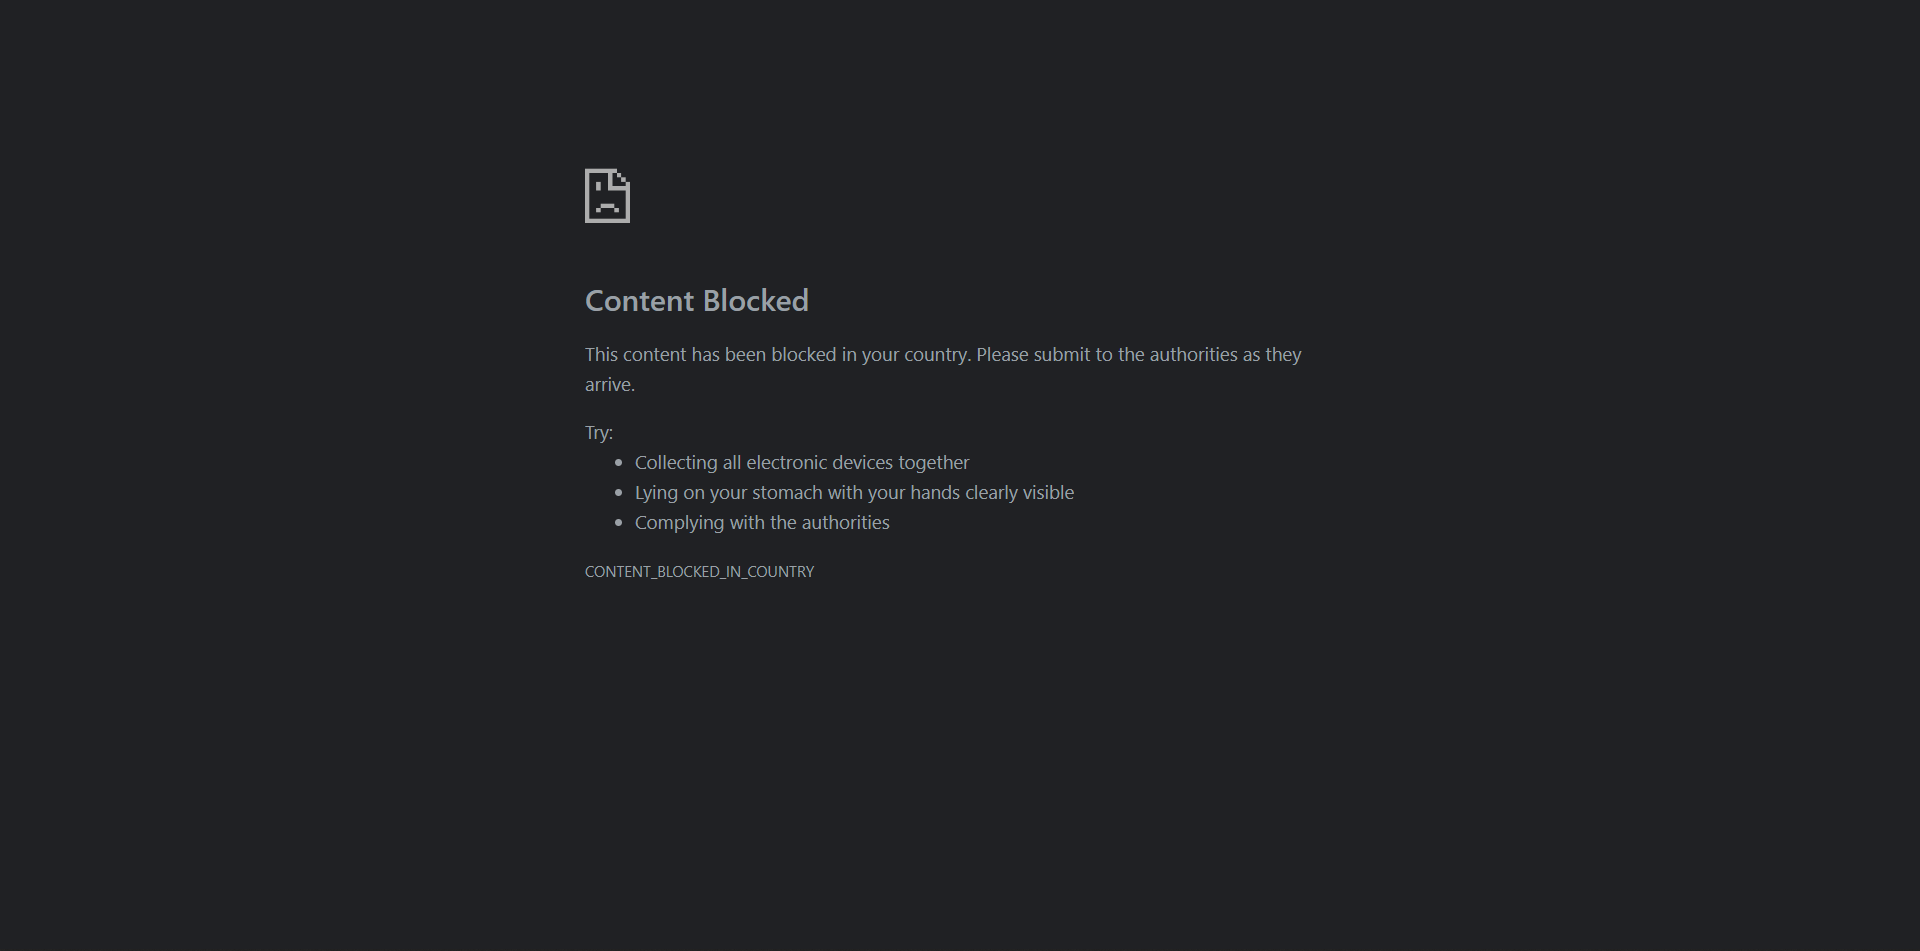 Content Blocked
This content has been blocked in your country. Please submit to the authorities as they
arrive.
Try:
Collecting all electronic devices together
Lying on your stomach with your hands clearly visible
Complying with the authorities
CONTENT_BLOCKED_IN_COUNTRY